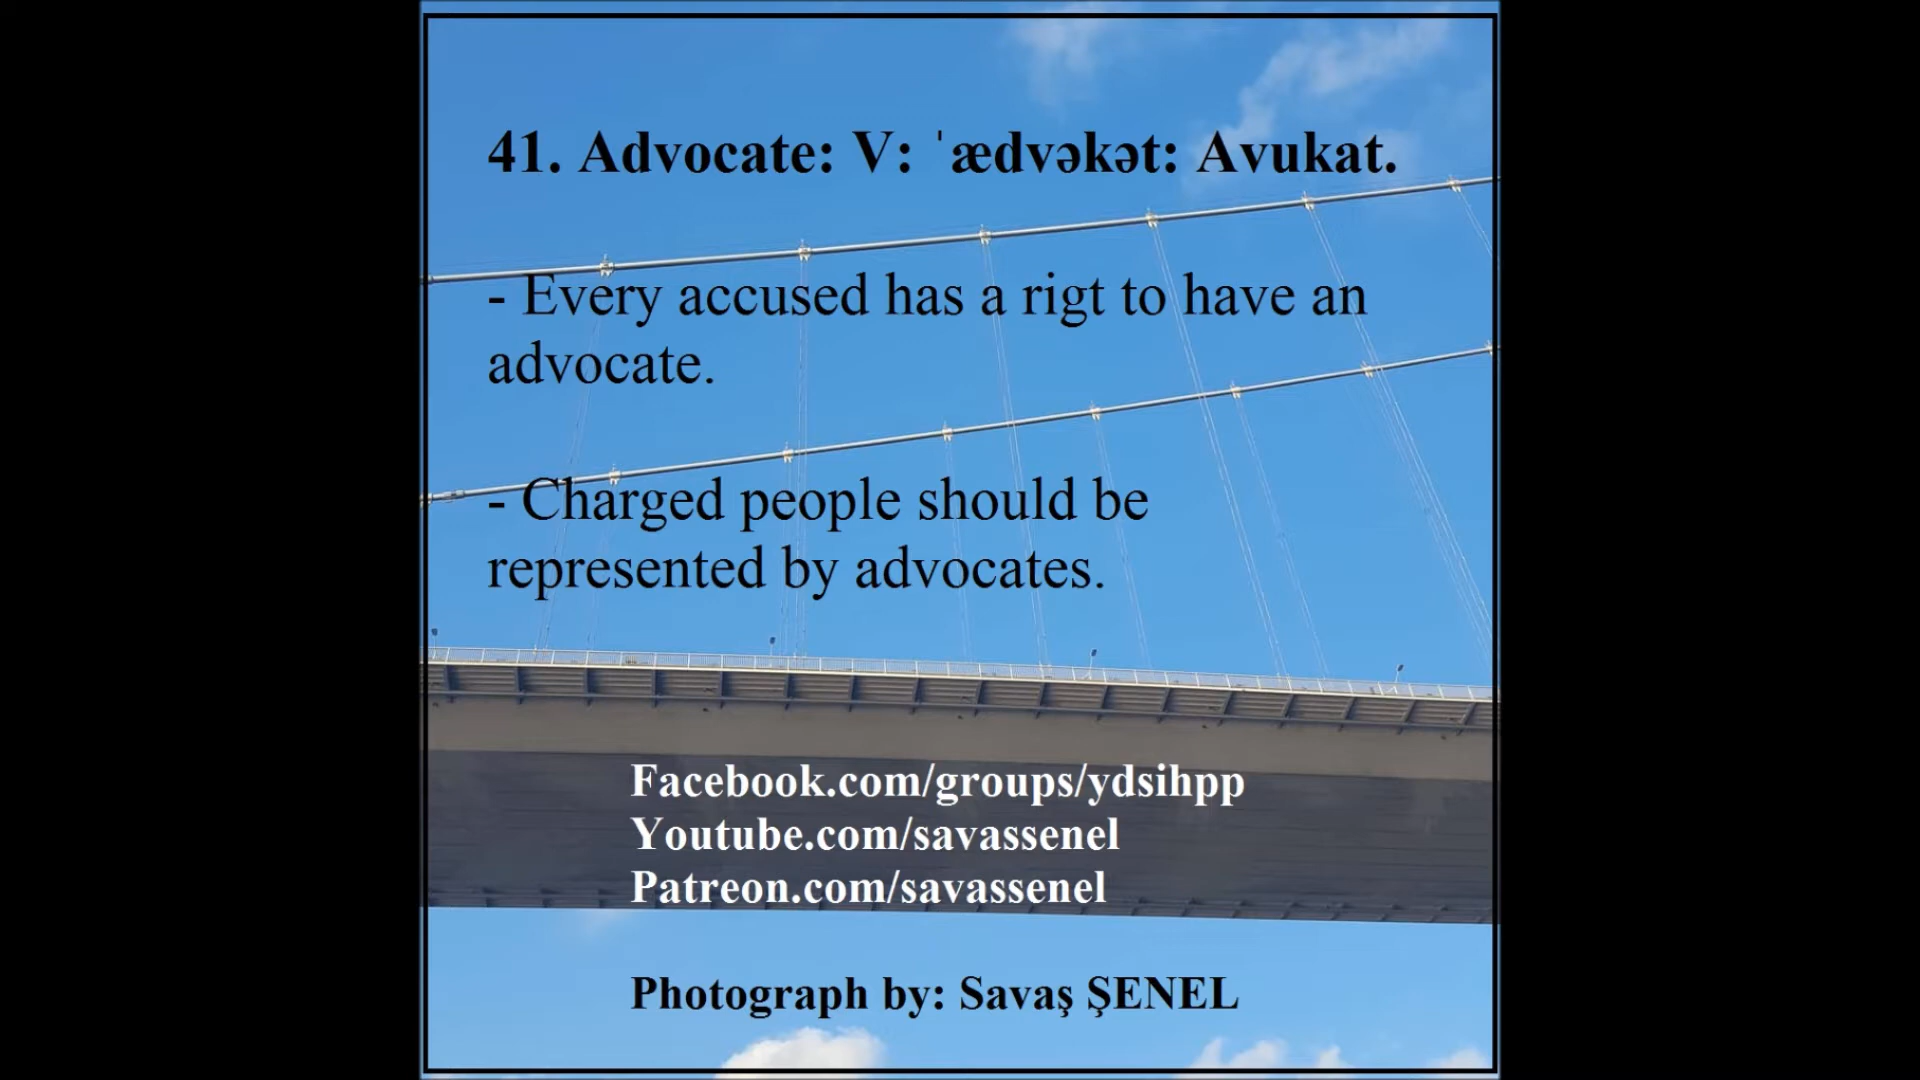 41. Advocate: V: ˈædvəkət: Avukat.
- Every accused has a rigt to have an
advocate.
- Charged people should be
represented by advocates.
Facebook.com/groups/ydsihpp
Youtube.com/savassenel
Patreon.com/savassenel
Photograph by: Savaş ŞENEL